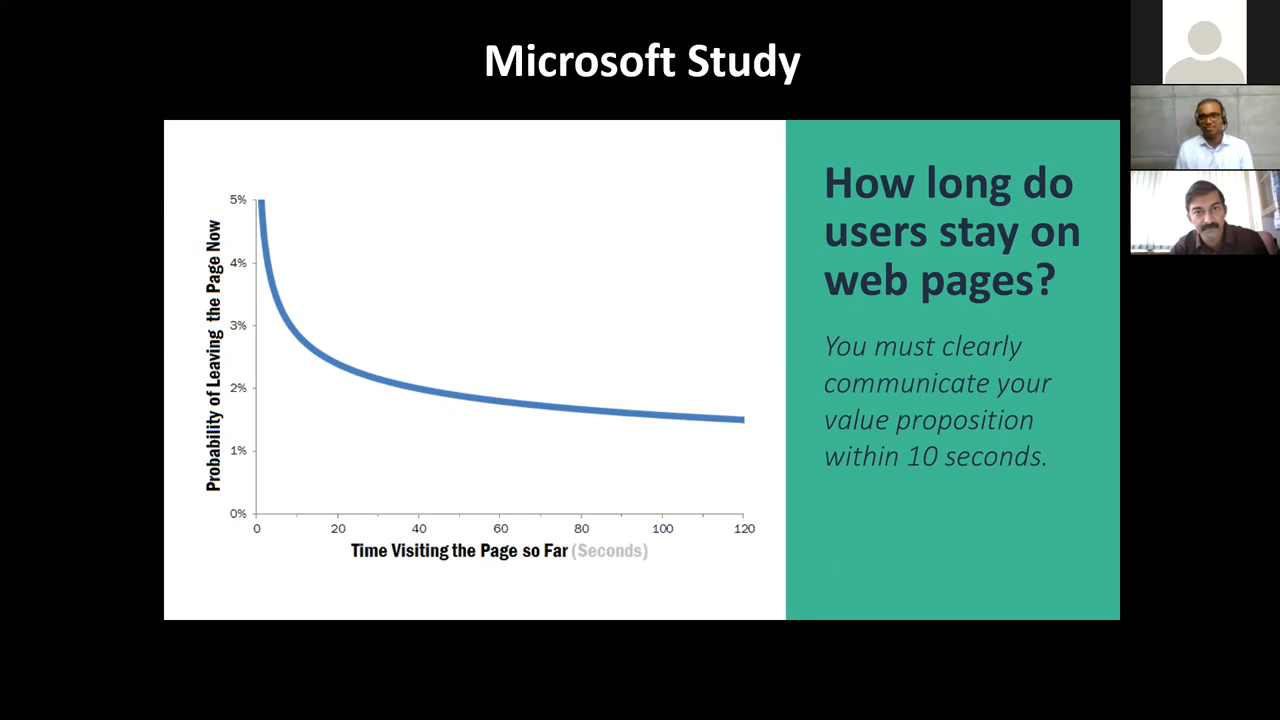 Microsoft Study
5%
4%
3%
2%
1%
0%
Probability of Leaving the Page Now
0 20 40 60 80 100 120
Time Visiting the Page so Far (Seconds)
How long do
users stay on
web pages?
You must clearly
communicate your
value proposition
within 10 seconds.